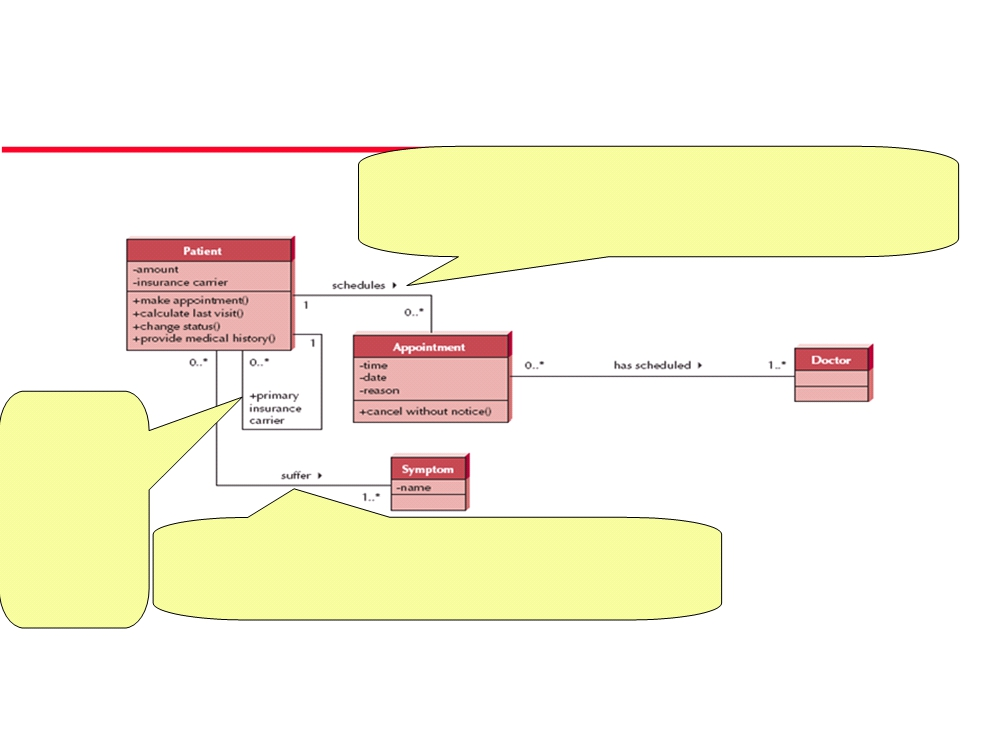 Patient
-amount
-insurance carrier
+make appointment()
+calculate last visit()
+change status()
+provide medical history()
schedules
1
0..*
1
0..*
0..*
+primary
insurance
carrier
Appointment
-time
-date
-reason
+cancel without notice()
0..*
has scheduled
1..*
Doctor
suffer
1..*
Symptom
-name